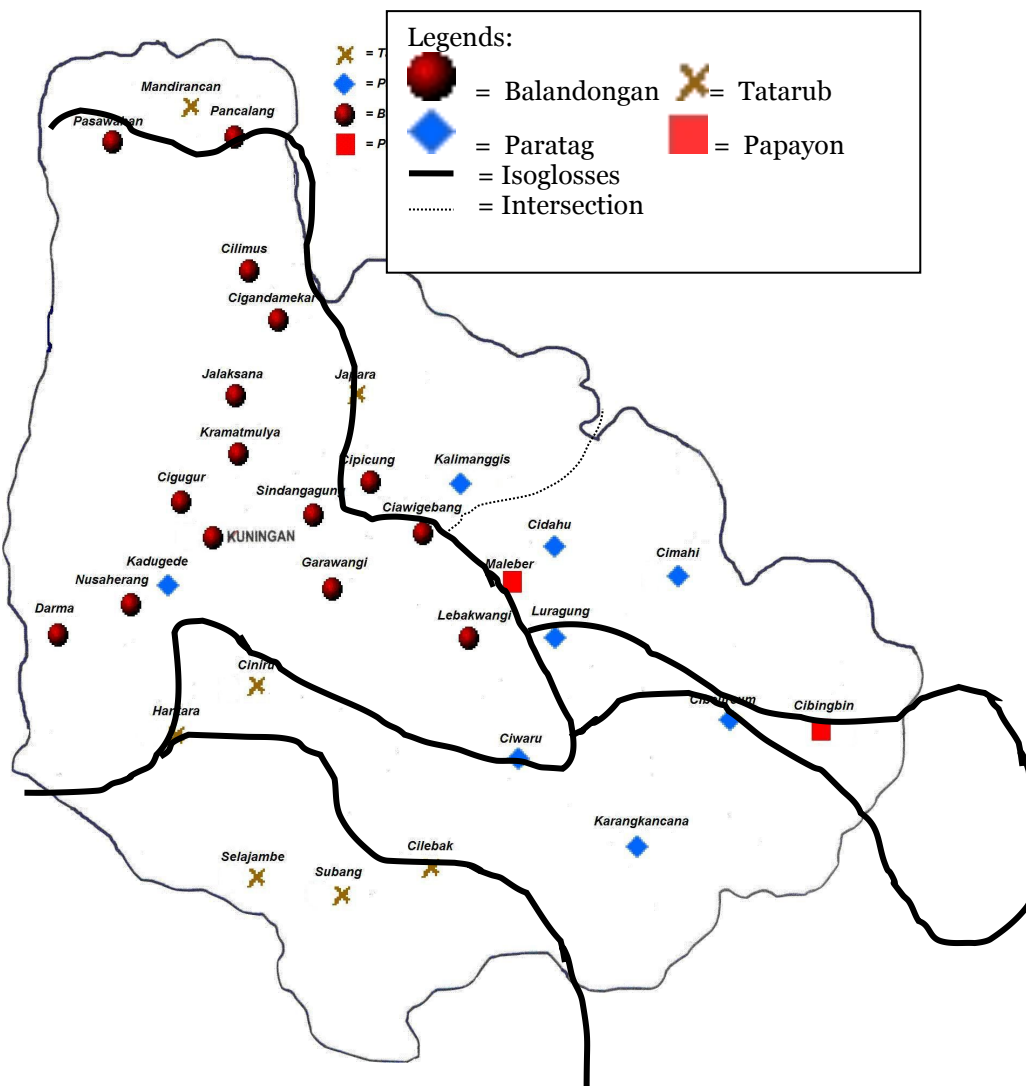 Legends:
= Balandongan = Tatarub
= Paratag = Papayon
= Isoglosses
= Intersection
= T
= P
= B
= P
Mandirancan
Pancalang
Pasawahan
Cilimus
Cigandamekar
Jalaksana
Japara
Kramatmulya
Cipicung
Kalimanggis
Cigugur
Sindangagung
Ciawigebang
KUNINGAN
Cidahu
Cimahi
Kadugede
Garawangi
Maleber
Nusaherang
Darma
Lebakwangi
Luragung
Ciniru
Hantara
Cibingbin
Ciwaru
Karangkancana
Selajambe
Subang
Cilebak